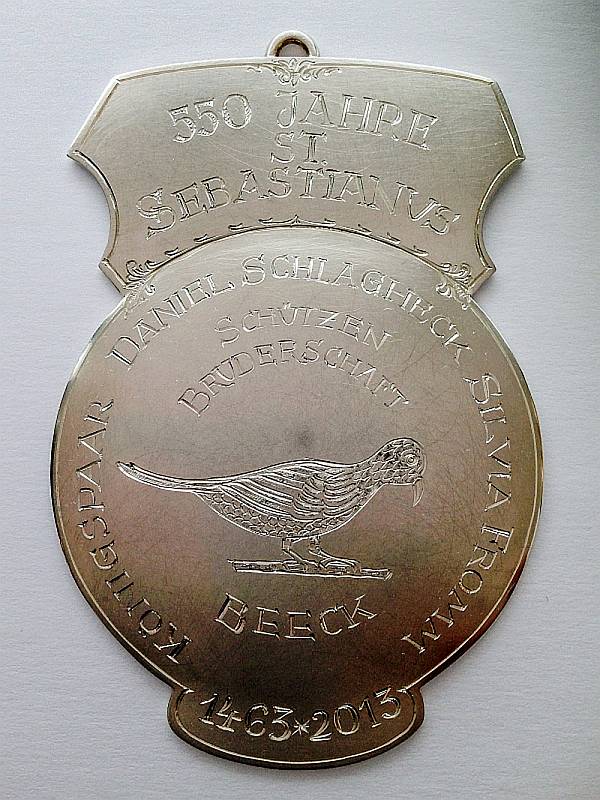 550 JAHRE
ST.
SEBASTIANUS
KÖNIGSPAAR DANIEL SCHLAGHECK SILVIA FROMM
SCHÜTZEN
BRUDERSCHAFT
BEECK
1463*2013